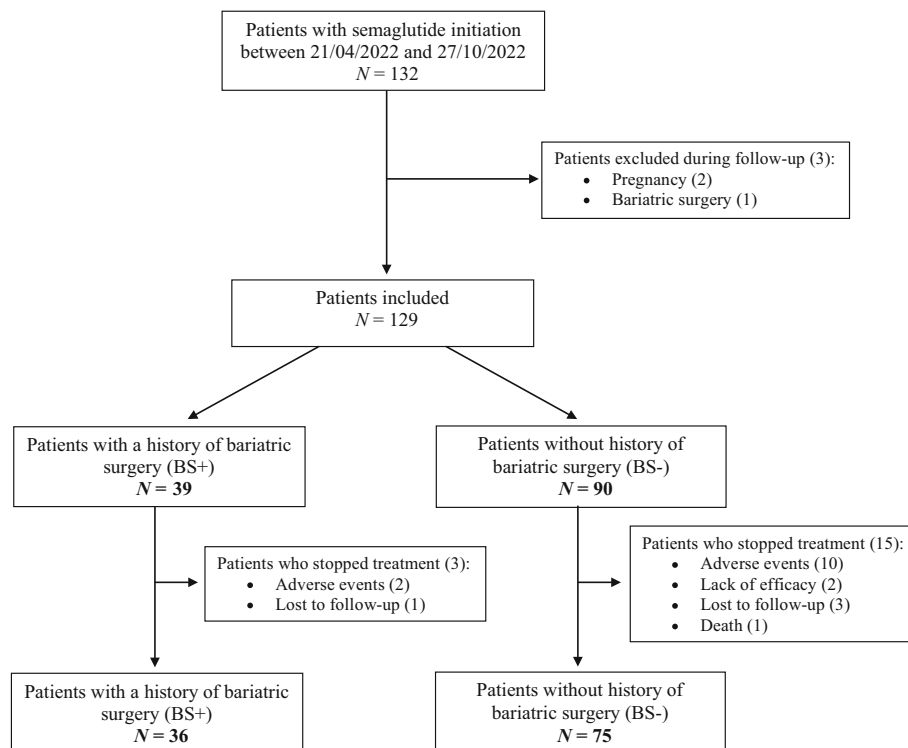 Patients with semaglutide initiation
between 21/04/2022 and 27/10/2022
N = 132
Patients excluded during follow-up (3):
• Pregnancy (2)
• Bariatric surgery (1)
Patients included
N = 129
Patients with a history of bariatric
surgery (BS+)
N = 39
Patients without history of
bariatric surgery (BS-)
N = 90
Patients who stopped treatment (3):
• Adverse events (2)
• Lost to follow-up (1)
Patients who stopped treatment (15):
• Adverse events (10)
• Lack of efficacy (2)
• Lost to follow-up (3)
• Death (1)
Patients with a history of bariatric
surgery (BS+)
N = 36
Patients without history of
bariatric surgery (BS-)
N = 75